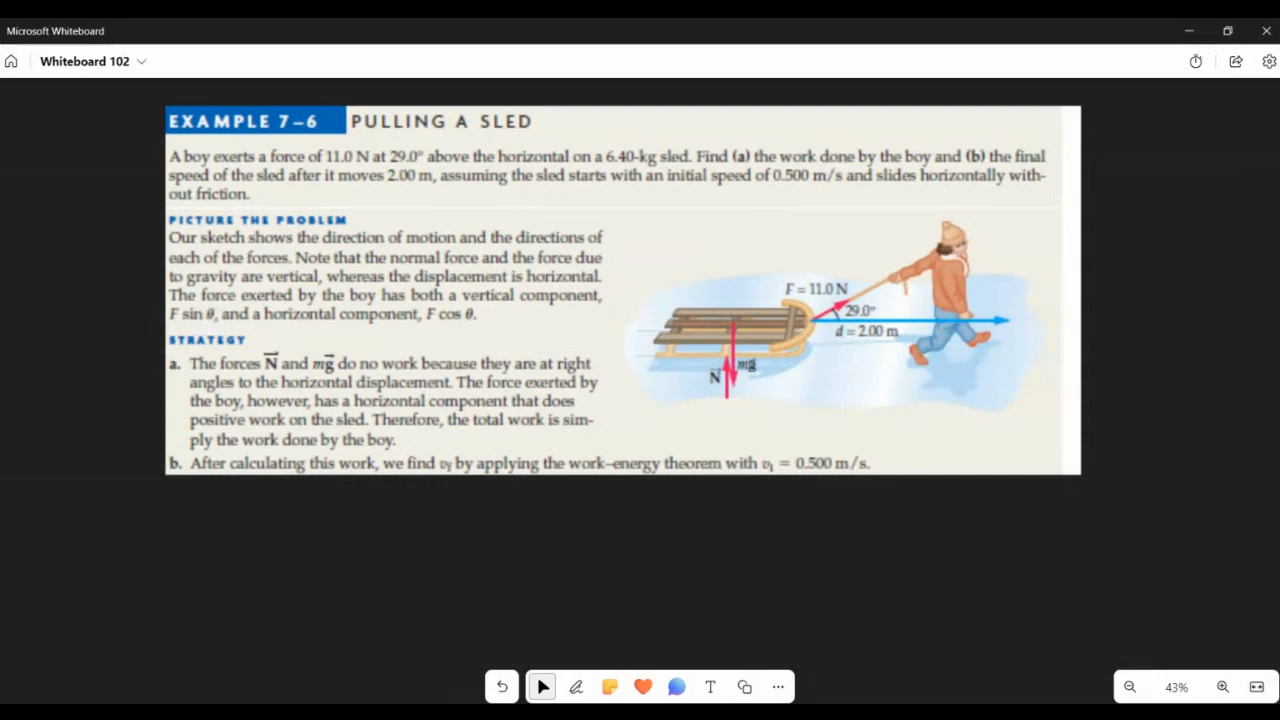 Microsoft Whiteboard
Whiteboard 102
EXAMPLE 7–6 PULLING A SLED
A boy exerts a force of 11.0 N at 29.0° above the horizontal on a 6.40-kg sled. Find (a) the work done by the boy and (b) the final
speed of the sled after it moves 2.00 m, assuming the sled starts with an initial speed of 0.500 m/s and slides horizontally with-
out friction.
PICTURE THE PROBLEM
Our sketch shows the direction of motion and the directions of
each of the forces. Note that the normal force and the force due
to gravity are vertical, whereas the displacement is horizontal.
The force exerted by the boy has both a vertical component,
F sin θ, and a horizontal component, F cos θ.
STRATEGY
a. The forces N⃗ and mg⃗ do no work because they are at right
angles to the horizontal displacement. The force exerted by
the boy, however, has a horizontal component that does
positive work on the sled. Therefore, the total work is sim-
ply the work done by the boy.
b. After calculating this work, we find vf by applying the work–energy theorem with vi = 0.500 m/s.
F = 11.0 N
29.0°
d = 2.00 m
mg⃗
N⃗
T
43%